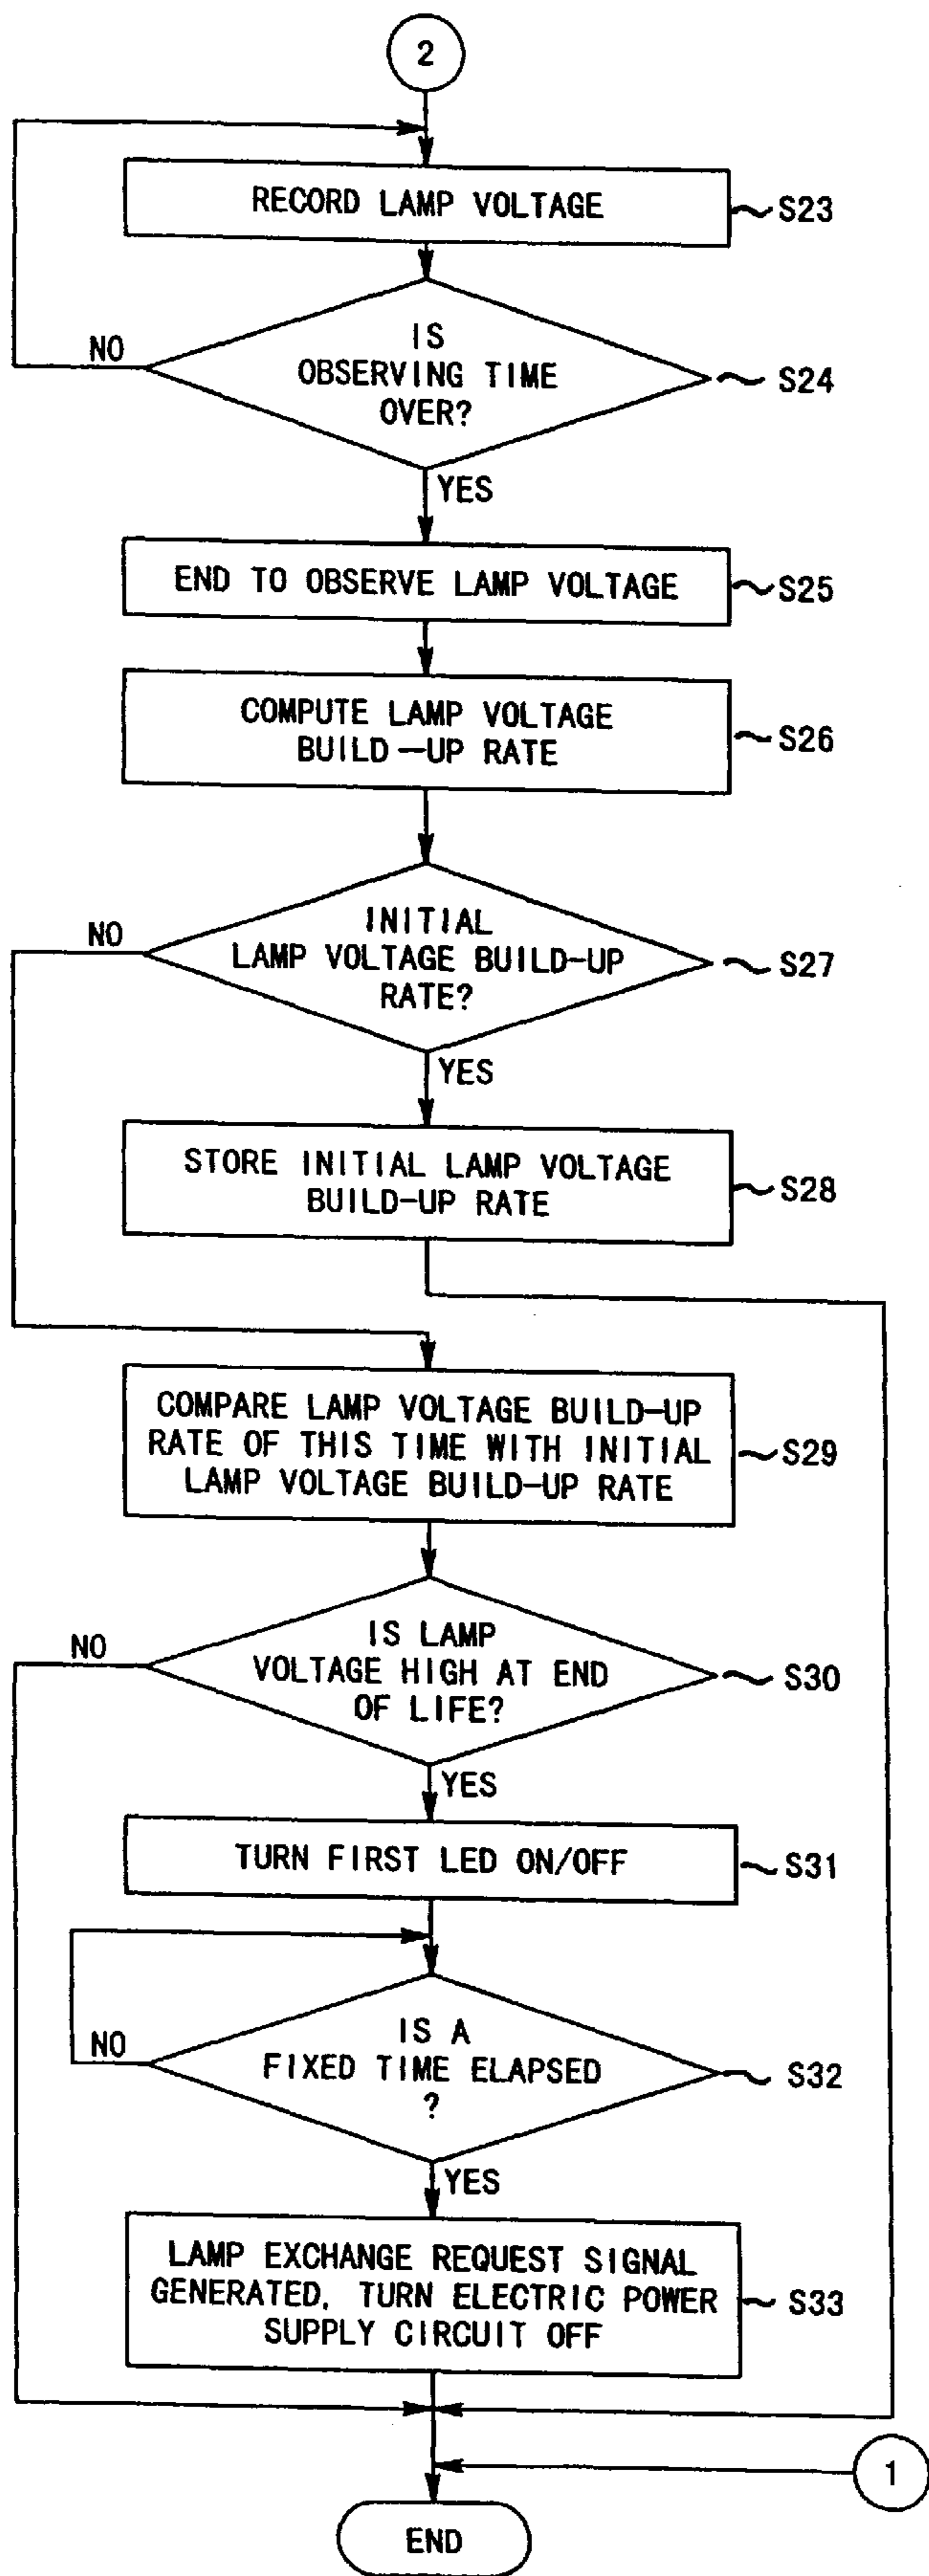 2
RECORD LAMP VOLTAGE
S23
IS
OBSERVING TIME
OVER?
NO
S24
YES
END TO OBSERVE LAMP VOLTAGE
S25
COMPUTE LAMP VOLTAGE
BUILD-UP RATE
S26
INITIAL
LAMP VOLTAGE BUILD-UP
RATE?
NO
S27
YES
STORE INITIAL LAMP VOLTAGE
BUILD-UP RATE
S28
COMPARE LAMP VOLTAGE BUILD-UP
RATE OF THIS TIME WITH INITIAL
LAMP VOLTAGE BUILD-UP RATE
S29
IS LAMP
VOLTAGE HIGH AT END
OF LIFE?
NO
S30
YES
TURN FIRST LED ON/OFF
S31
IS A
FIXED TIME ELAPSED
?
NO
S32
YES
LAMP EXCHANGE REQUEST SIGNAL
GENERATED, TURN ELECTRIC POWER
SUPPLY CIRCUIT OFF
S33
1
END